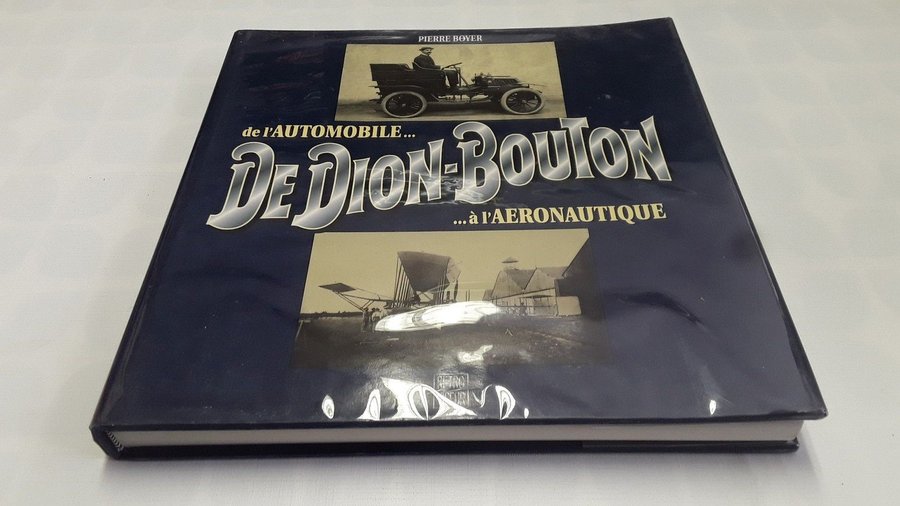 PIERRE BOYER
de l'AUTOMOBILE...
DE DION-BOUTON
...à l'AERONAUTIQUE